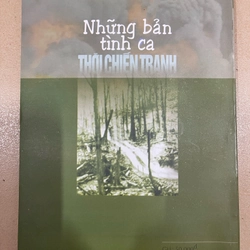 Những bản
tình ca
THỜI CHIẾN TRANH